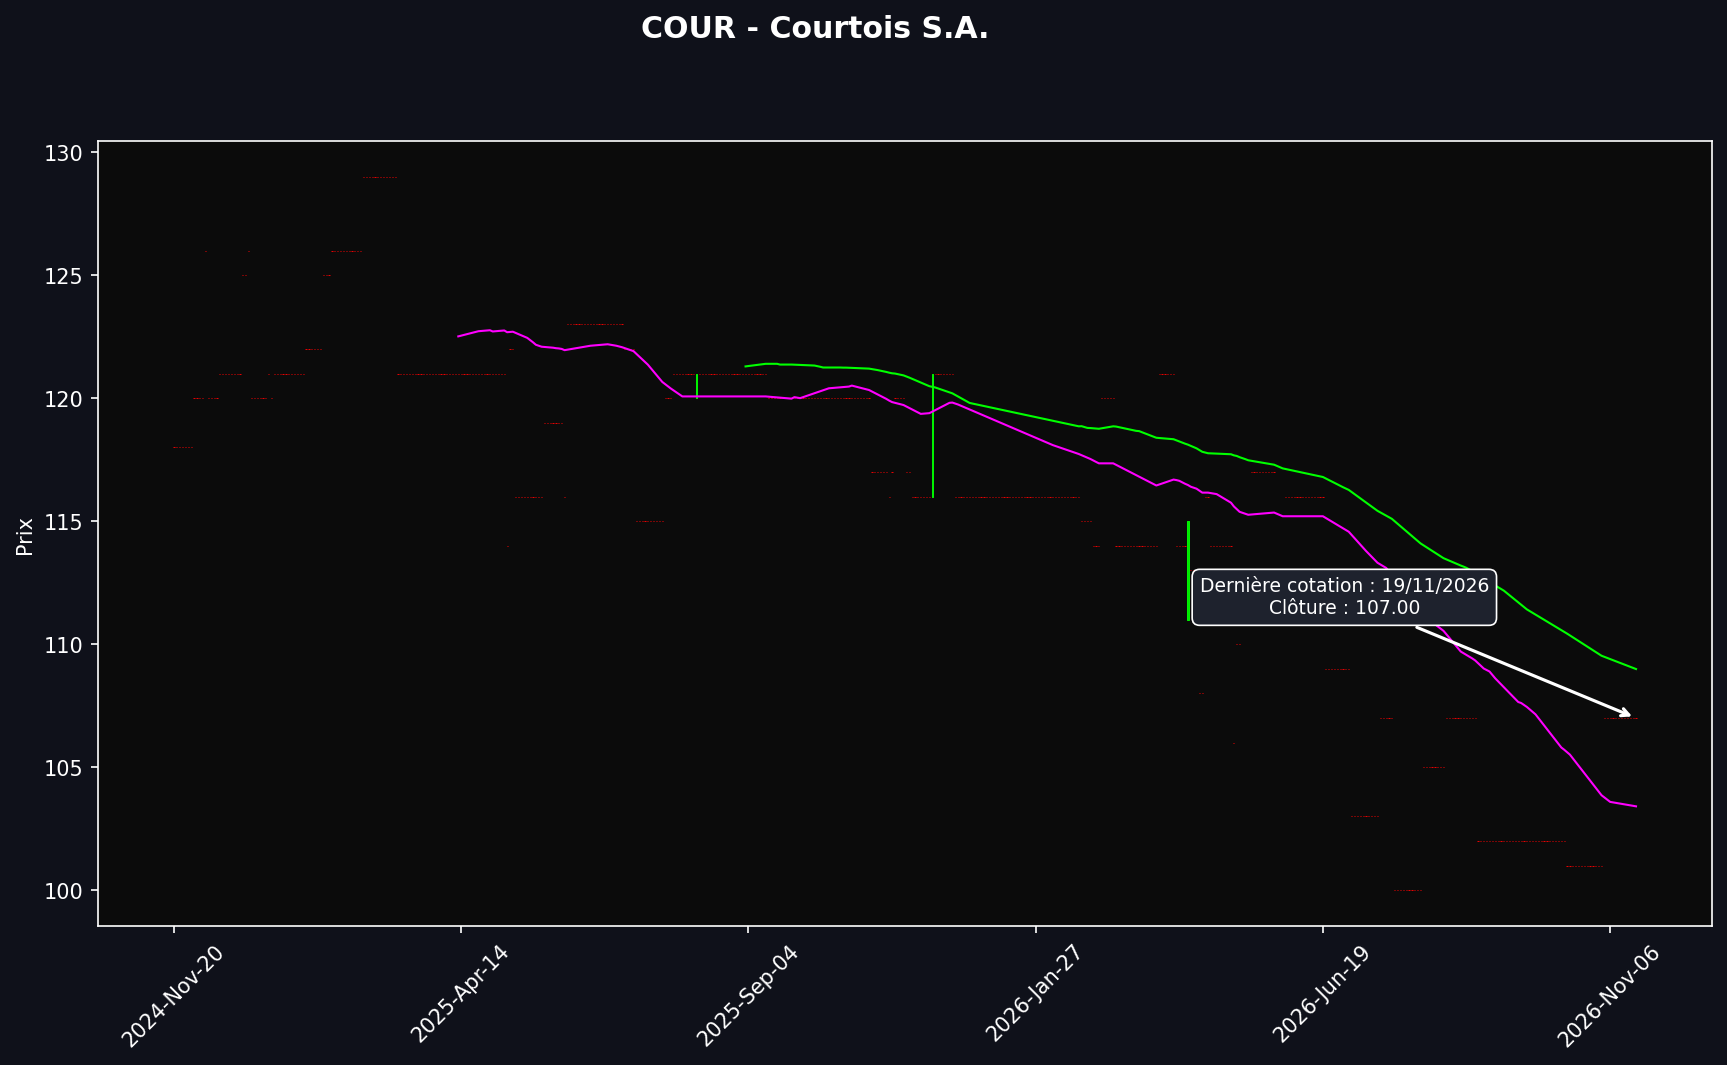 COUR - Courtois S.A.
130
125
120
115
110
105
100
Prix
Dernière cotation : 19/11/2026
Clôture : 107.00
2024-Nov-20
2025-Apr-14
2025-Sep-04
2026-Jan-27
2026-Jun-19
2026-Nov-06